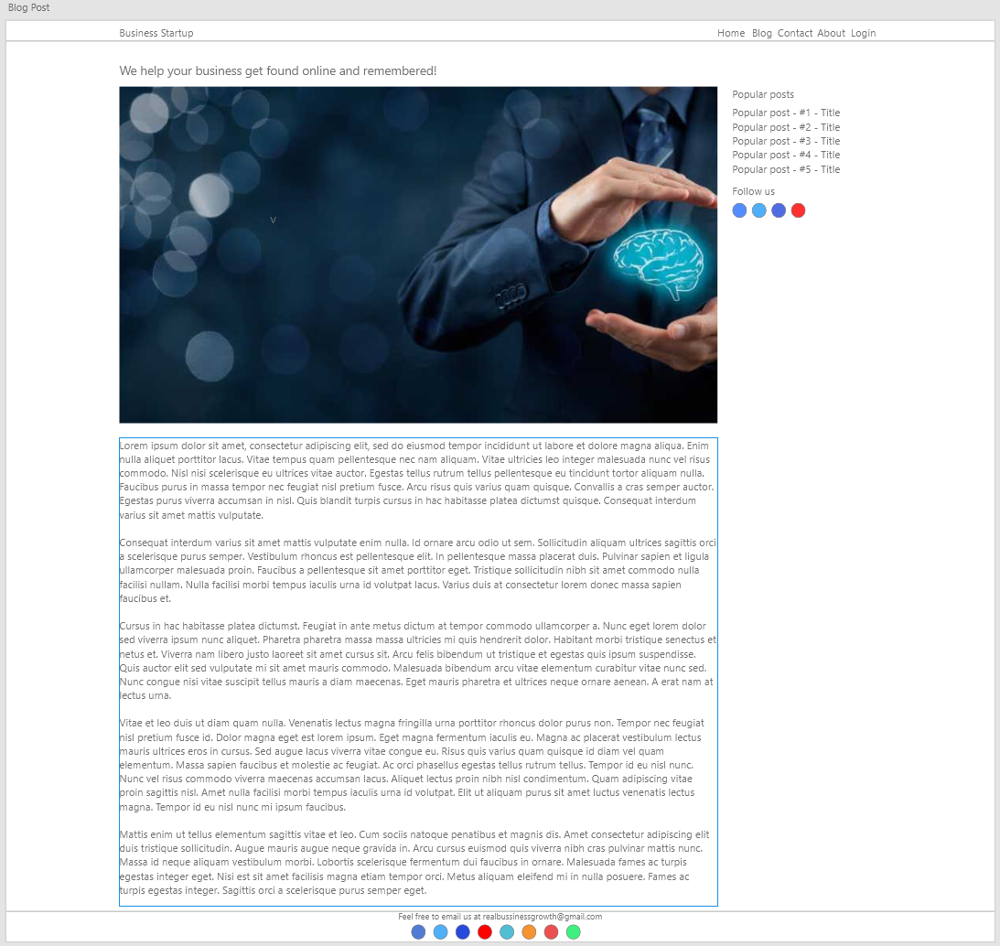 Blog Post
Business Startup
Home Blog Contact About Login
We help your business get found online and remembered!
V
Popular posts
Popular post - #1 - Title
Popular post - #2 - Title
Popular post - #3 - Title
Popular post - #4 - Title
Popular post - #5 - Title
Follow us
Lorem ipsum dolor sit amet, consectetur adipiscing elit, sed do eiusmod tempor incididunt ut labore et dolore magna aliqua. Enim
nulla aliquet porttitor lacus. Vitae tempus quam pellentesque nec nam aliquam. Vitae ultricies leo integer malesuada nunc vel risus
commodo. Nisl nisi scelerisque eu ultrices vitae auctor. Egestas tellus rutrum tellus pellentesque eu tincidunt tortor aliquam nulla.
Faucibus purus in massa tempor nec feugiat nisl pretium fusce. Arcu risus quis varius quam quisque. Convallis a cras semper auctor.
Egestas purus viverra accumsan in nisl. Quis blandit turpis cursus in hac habitasse platea dictumst quisque. Consequat interdum
varius sit amet mattis vulputate.
Consequat interdum varius sit amet mattis vulputate enim nulla. Id ornare arcu odio ut sem. Sollicitudin aliquam ultrices sagittis orci
a scelerisque purus semper. Vestibulum rhoncus est pellentesque elit. In pellentesque massa placerat duis. Pulvinar sapien et ligula
ullamcorper malesuada proin. Faucibus a pellentesque sit amet porttitor eget. Tristique sollicitudin nibh sit amet commodo nulla
facilisi nullam. Nulla facilisi morbi tempus iaculis urna id volutpat lacus. Varius duis at consectetur lorem donec massa sapien
faucibus et.
Cursus in hac habitasse platea dictumst. Feugiat in ante metus dictum at tempor commodo ullamcorper a. Nunc eget lorem dolor
sed viverra ipsum nunc aliquet. Pharetra pharetra massa massa ultricies mi quis hendrerit dolor. Habitant morbi tristique senectus et
netus et. Viverra nam libero justo laoreet sit amet cursus sit. Arcu felis bibendum ut tristique et egestas quis ipsum suspendisse.
Quis auctor elit sed vulputate mi sit amet mauris commodo. Malesuada bibendum arcu vitae elementum curabitur vitae nunc sed.
Nunc congue nisi vitae suscipit tellus mauris a diam maecenas. Eget mauris pharetra et ultrices neque ornare aenean. A erat nam at
lectus urna.
Vitae et leo duis ut diam quam nulla. Venenatis lectus magna fringilla urna porttitor rhoncus dolor purus non. Tempor nec feugiat
nisl pretium fusce id. Dolor magna eget est lorem ipsum. Eget magna fermentum iaculis eu. Magna ac placerat vestibulum lectus
mauris ultrices eros in cursus. Sed augue lacus viverra vitae congue eu. Risus quis varius quam quisque id diam vel quam
elementum. Massa sapien faucibus et molestie ac feugiat. Ac orci phasellus egestas tellus rutrum tellus. Tempor id eu nisl nunc.
Nunc vel risus commodo viverra maecenas accumsan lacus. Aliquet lectus proin nibh nisl condimentum. Quam adipiscing vitae
proin sagittis nisl. Amet nulla facilisi morbi tempus iaculis urna id volutpat. Elit ut aliquam purus sit amet luctus venenatis lectus
magna. Tempor id eu nisl nunc mi ipsum faucibus.
Mattis enim ut tellus elementum sagittis vitae et leo. Cum sociis natoque penatibus et magnis dis. Amet consectetur adipiscing elit
duis tristique sollicitudin. Augue mauris augue neque gravida in. Arcu cursus euismod quis viverra nibh cras pulvinar mattis nunc.
Massa id neque aliquam vestibulum morbi. Lobortis scelerisque fermentum dui faucibus in ornare. Malesuada fames ac turpis
egestas integer eget. Nisi est sit amet facilisis magna etiam tempor orci. Metus aliquam eleifend mi in nulla posuere. Fames ac
turpis egestas integer. Sagittis orci a scelerisque purus semper eget.
Feel free to email us at realbussinessgrowth@gmail.com